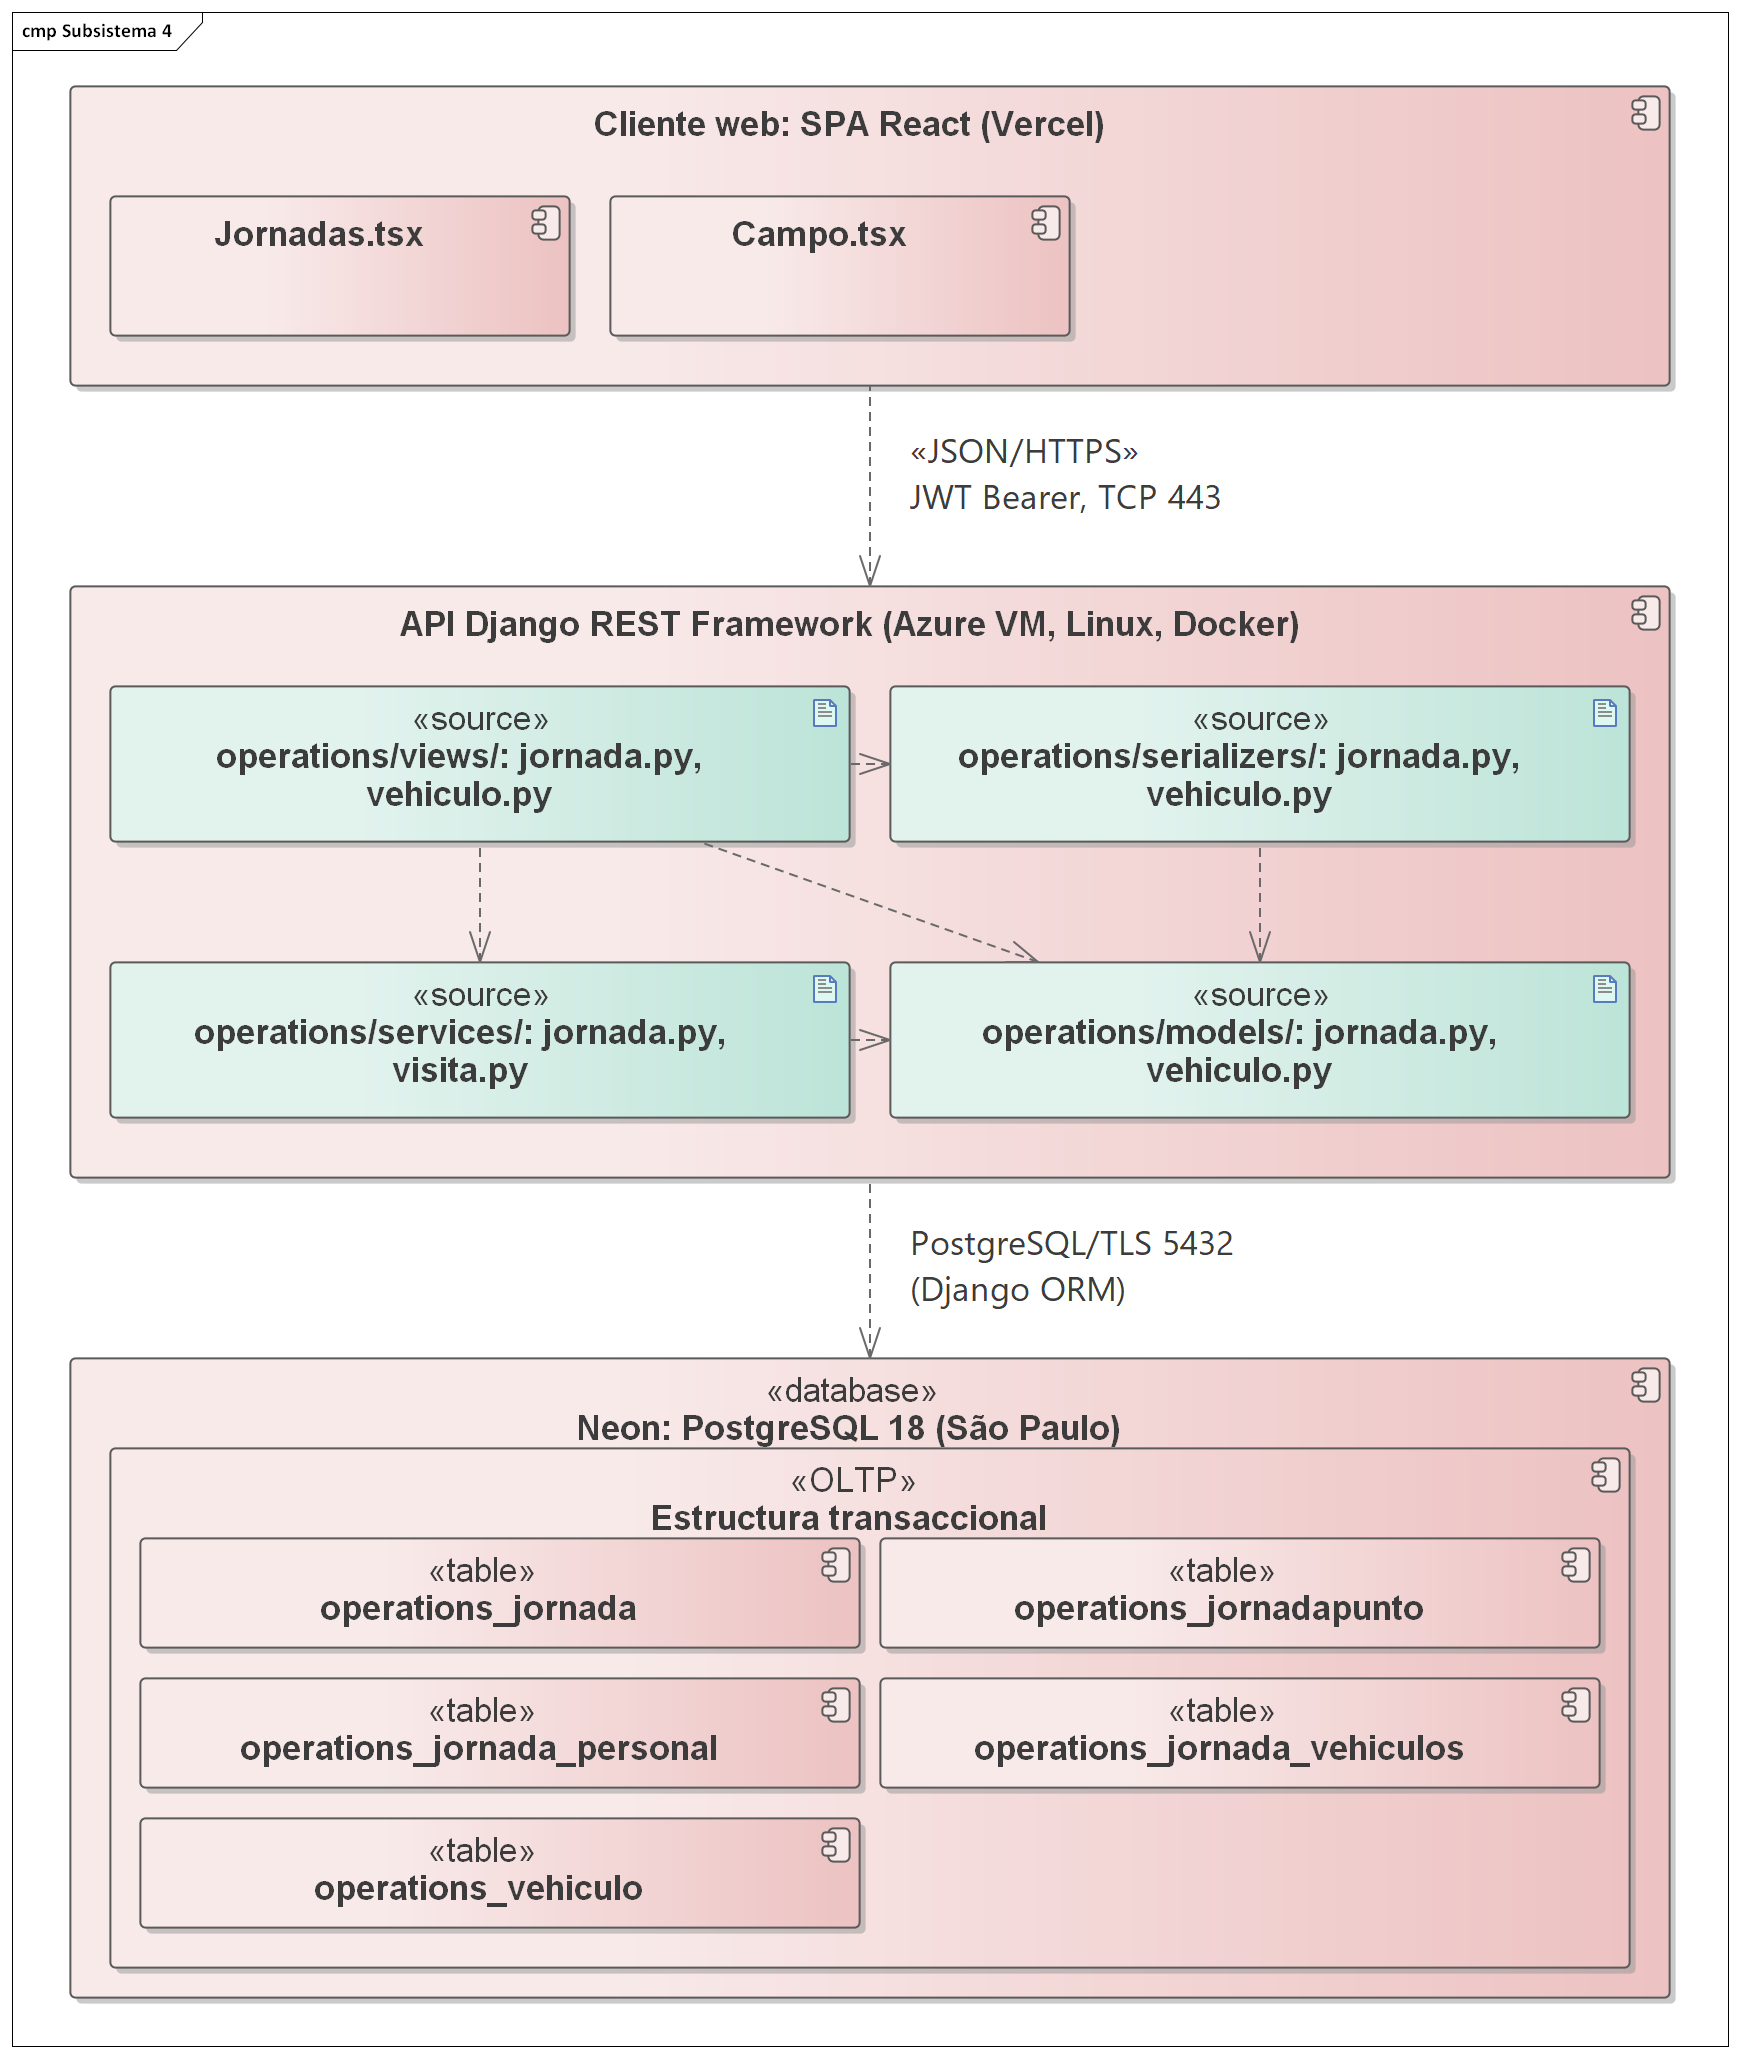 cmp Subsistema 4
Cliente web: SPA React (Vercel)
Jornadas.tsx
Campo.tsx
«JSON/HTTPS»
JWT Bearer, TCP 443
API Django REST Framework (Azure VM, Linux, Docker)
«source»
operations/views/: jornada.py,
vehiculo.py
«source»
operations/serializers/: jornada.py,
vehiculo.py
«source»
operations/services/: jornada.py,
visita.py
«source»
operations/models/: jornada.py,
vehiculo.py
PostgreSQL/TLS 5432
(Django ORM)
«database»
Neon: PostgreSQL 18 (São Paulo)
«OLTP»
Estructura transaccional
«table»
operations_jornada
«table»
operations_jornadapunto
«table»
operations_jornada_personal
«table»
operations_jornada_vehiculos
«table»
operations_vehiculo